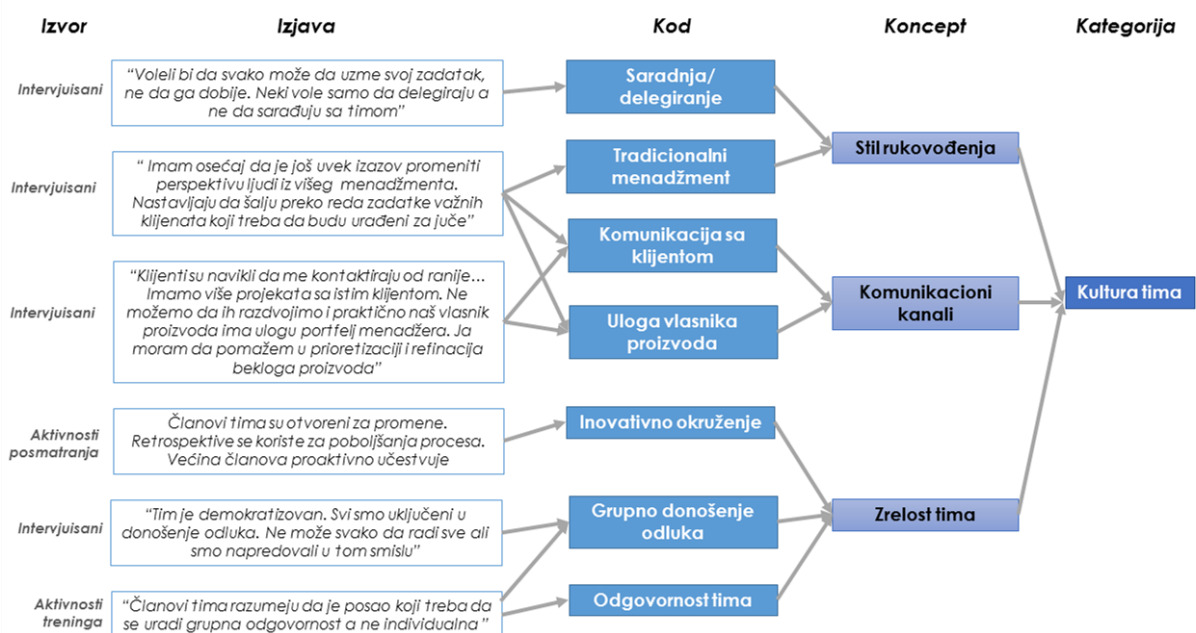 Izvor
Izjava
Kod
Koncept
Kategorija
Intervjuisani
“Voleli bi da svako može da uzme svoj zadatak,
ne da ga dobije. Neki vole samo da delegiraju a
ne da sarađuju sa timom”
Saradnja/
delegiranje
Intervjuisani
“ Imam osećaj da je još uvek izazov promeniti
perspektivu ljudi iz višeg menadžmenta.
Nastavljaju da šalju preko reda zadatke važnih
klijenata koji treba da budu urađeni za juče”
Tradicionalni
menadžment
Stil rukovođenja
Komunikacija sa
klijentom
Intervjuisani
“Klijenti su navikli da me kontaktiraju od ranije...
Imamo više projekata sa istim klijentom. Ne
možemo da ih razdvojimo i praktično naš vlasnik
proizvoda ima ulogu portfelj menadžera. Ja
moram da pomažem u prioretizaciji i refinacija
bekloga proizvoda”
Uloga vlasnika
proizvoda
Komunikacioni
kanali
Kultura tima
Aktivnosti
posmatranja
Članovi tima su otvoreni za promene.
Retrospektive se koriste za poboljšanja procesa.
Većina članova proaktivno učestvuje
Inovativno okruženje
Intervjuisani
“Tim je demokratizovan. Svi smo uključeni u
donošenje odluka. Ne može svako da radi sve ali
smo napredovali u tom smislu”
Grupno donošenje
odluka
Zrelost tima
Aktivnosti
treninga
“Članovi tima razumeju da je posao koji treba da
se uradi grupna odgovornost a ne individualna ”
Odgovornost tima